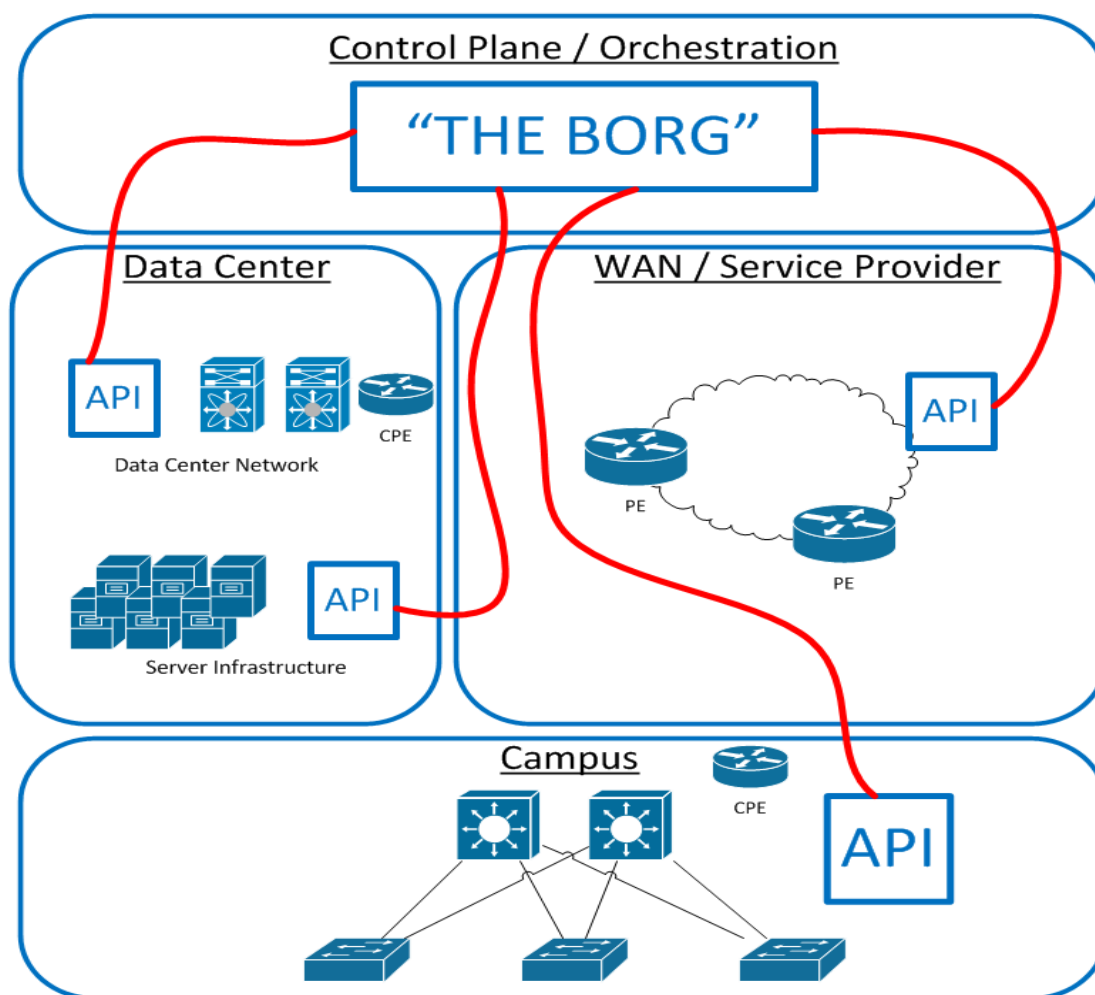 Control Plane / Orchestration
“THE BORG”
Data Center
API
CPE
Data Center Network
API
Server Infrastructure
WAN / Service Provider
API
PE
PE
Campus
CPE
API